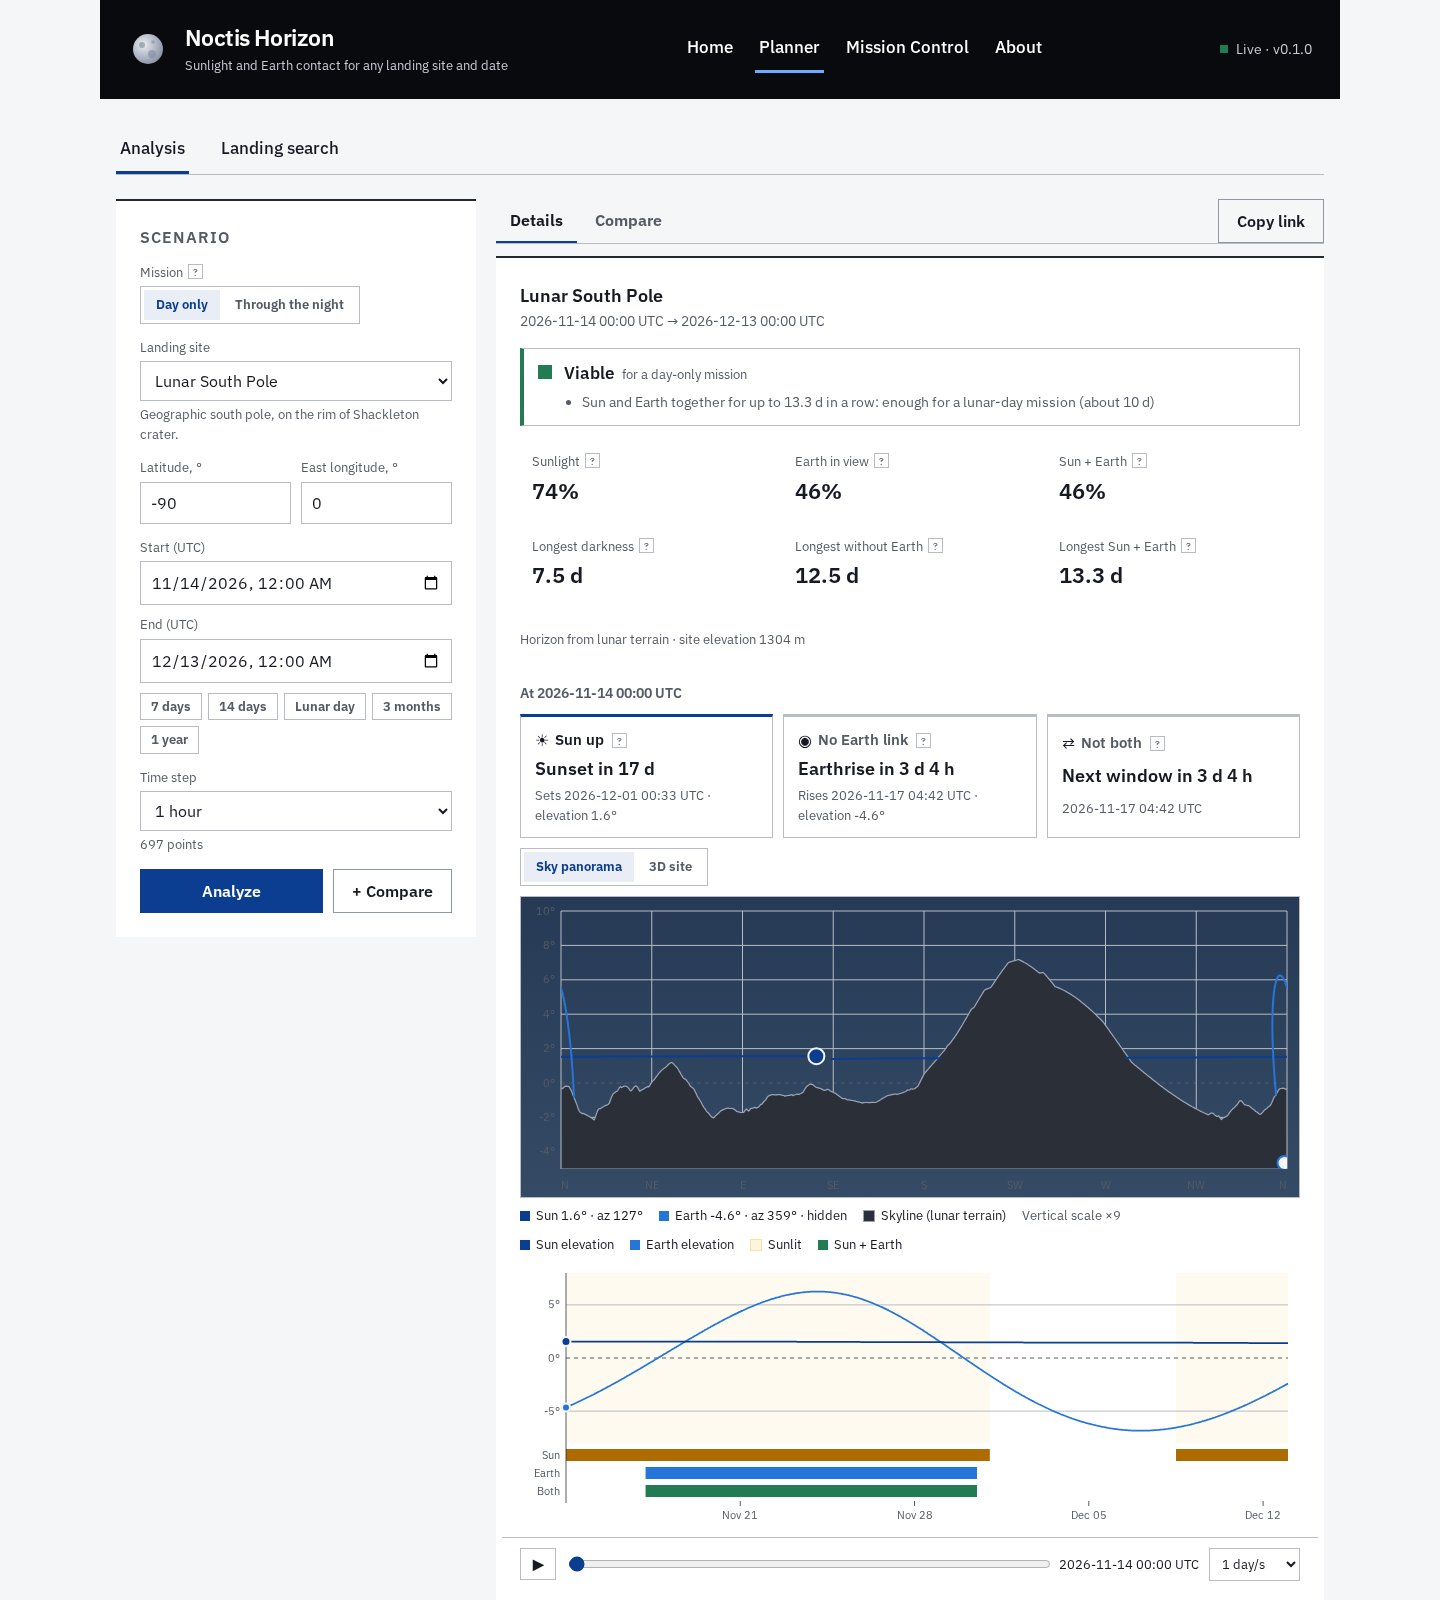 Noctis Horizon
Sunlight and Earth contact for any landing site and date
Home
Planner
Mission Control
About
Live · v0.1.0
Analysis
Landing search
SCENARIO
Mission ?
Day only
Through the night
Landing site
Lunar South Pole
Geographic south pole, on the rim of Shackleton
crater.
Latitude, °
East longitude, °
-90
0
Start (UTC)
11/14/2026, 12:00 AM
End (UTC)
12/13/2026, 12:00 AM
7 days
14 days
Lunar day
3 months
1 year
Time step
1 hour
697 points
Analyze
+ Compare
Details
Compare
Copy link
Lunar South Pole
2026-11-14 00:00 UTC → 2026-12-13 00:00 UTC
Viable for a day-only mission
• Sun and Earth together for up to 13.3 d in a row: enough for a lunar-day mission (about 10 d)
Sunlight ?
74%
Earth in view ?
46%
Sun + Earth ?
46%
Longest darkness ?
7.5 d
Longest without Earth ?
12.5 d
Longest Sun + Earth ?
13.3 d
Horizon from lunar terrain · site elevation 1304 m
At 2026-11-14 00:00 UTC
☀ Sun up ?
Sunset in 17 d
Sets 2026-12-01 00:33 UTC ·
elevation 1.6°
◉ No Earth link ?
Earthrise in 3 d 4 h
Rises 2026-11-17 04:42 UTC ·
elevation -4.6°
⇄ Not both ?
Next window in 3 d 4 h
2026-11-17 04:42 UTC
Sky panorama
3D site
10°
8°
6°
4°
2°
0°
-2°
-4°
N
NE
E
SE
S
SW
W
NW
N
Sun 1.6° · az 127°
Earth -4.6° · az 359° · hidden
Skyline (lunar terrain)
Vertical scale ×9
Sun elevation
Earth elevation
Sunlit
Sun + Earth
5°
0°
-5°
Sun
Earth
Both
Nov 21
Nov 28
Dec 05
Dec 12
▶
2026-11-14 00:00 UTC
1 day/s